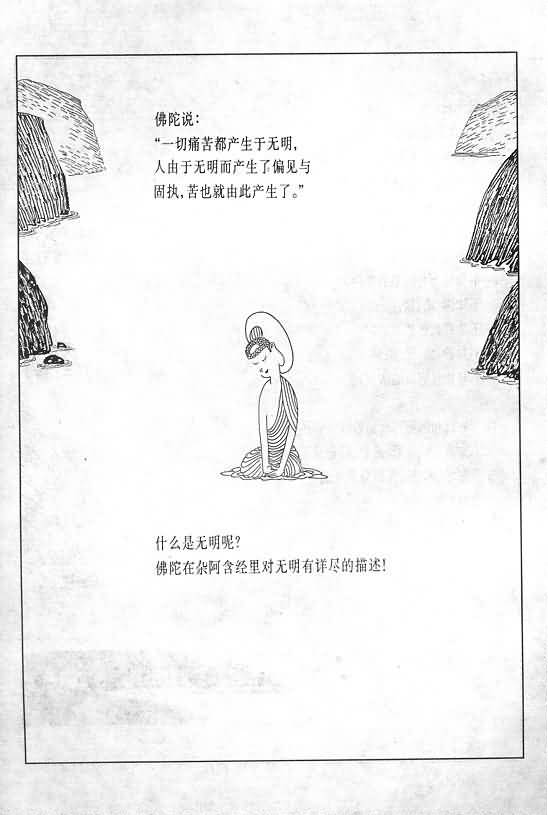 佛陀说：
“一切痛苦都产生于无明，
人由于无明而产生了偏见与
固执，苦也就由此产生了。”
什么是无明呢？
佛陀在杂阿含经里对无明有详尽的描述！